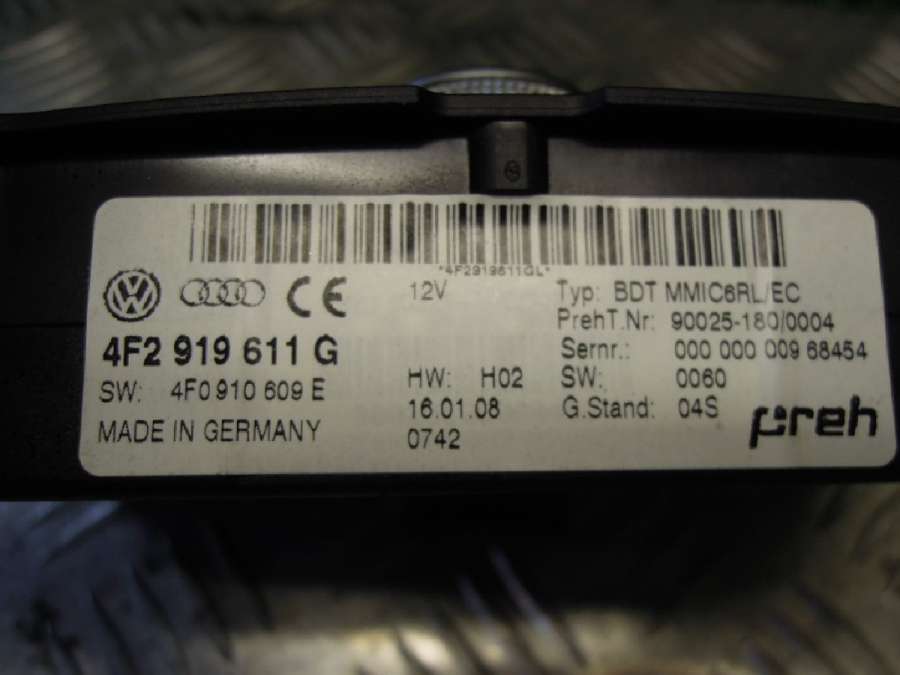 *4F2919611GL*
12V
Typ: BDT MMIC6RL/EC
PrehT.Nr: 90025-180/0004
4F2 919 611 G
Sernr.: 000 000 009 68454
SW: 4F0 910 609 E
HW: H02
SW: 0060
16.01.08
G.Stand: 04S
MADE IN GERMANY
0742
preh